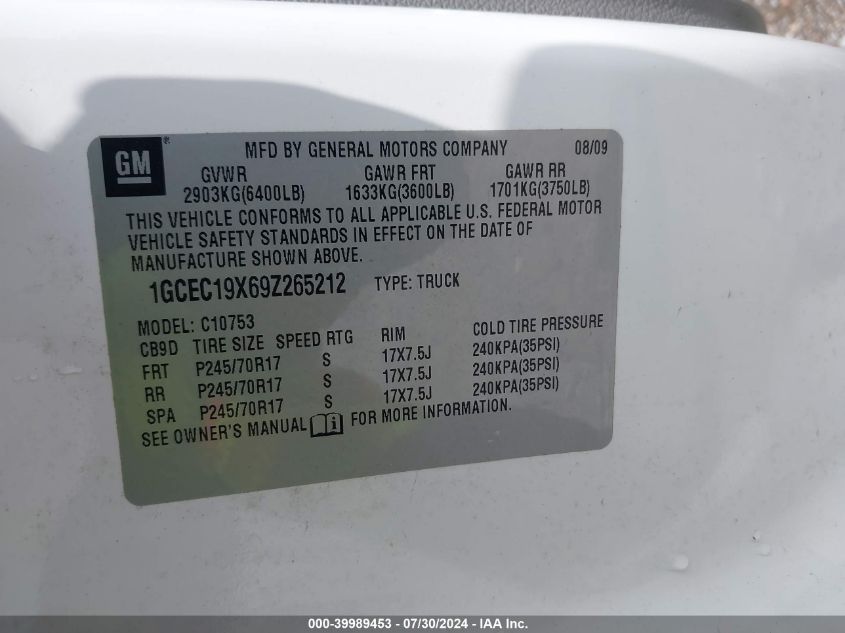 GM®
MFD BY GENERAL MOTORS COMPANY 08/09
GVWR GAWR FRT GAWR RR
2903KG(6400LB) 1633KG(3600LB) 1701KG(3750LB)
THIS VEHICLE CONFORMS TO ALL APPLICABLE U.S. FEDERAL MOTOR
VEHICLE SAFETY STANDARDS IN EFFECT ON THE DATE OF
MANUFACTURE SHOWN ABOVE.
1GCEC19X69Z265212 TYPE: TRUCK
MODEL: C10753
CB9D TIRE SIZE SPEED RTG RIM COLD TIRE PRESSURE
FRT P245/70R17 S 17X7.5J 240KPA(35PSI)
RR P245/70R17 S 17X7.5J 240KPA(35PSI)
SPA P245/70R17 S 17X7.5J 240KPA(35PSI)
SEE OWNER'S MANUAL i FOR MORE INFORMATION.
000-39989453 - 07/30/2024 - IAA Inc.